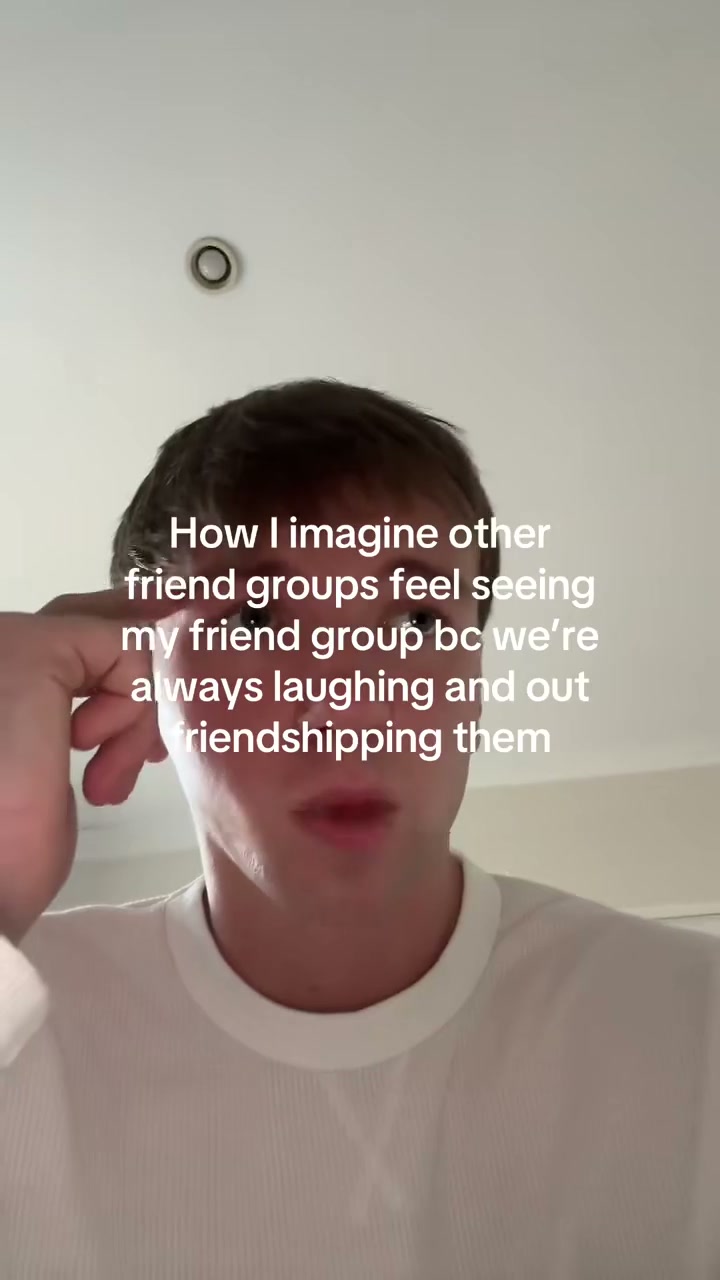 How I imagine other
friend groups feel seeing
my friend group bc we’re
always laughing and out
friendshipping them